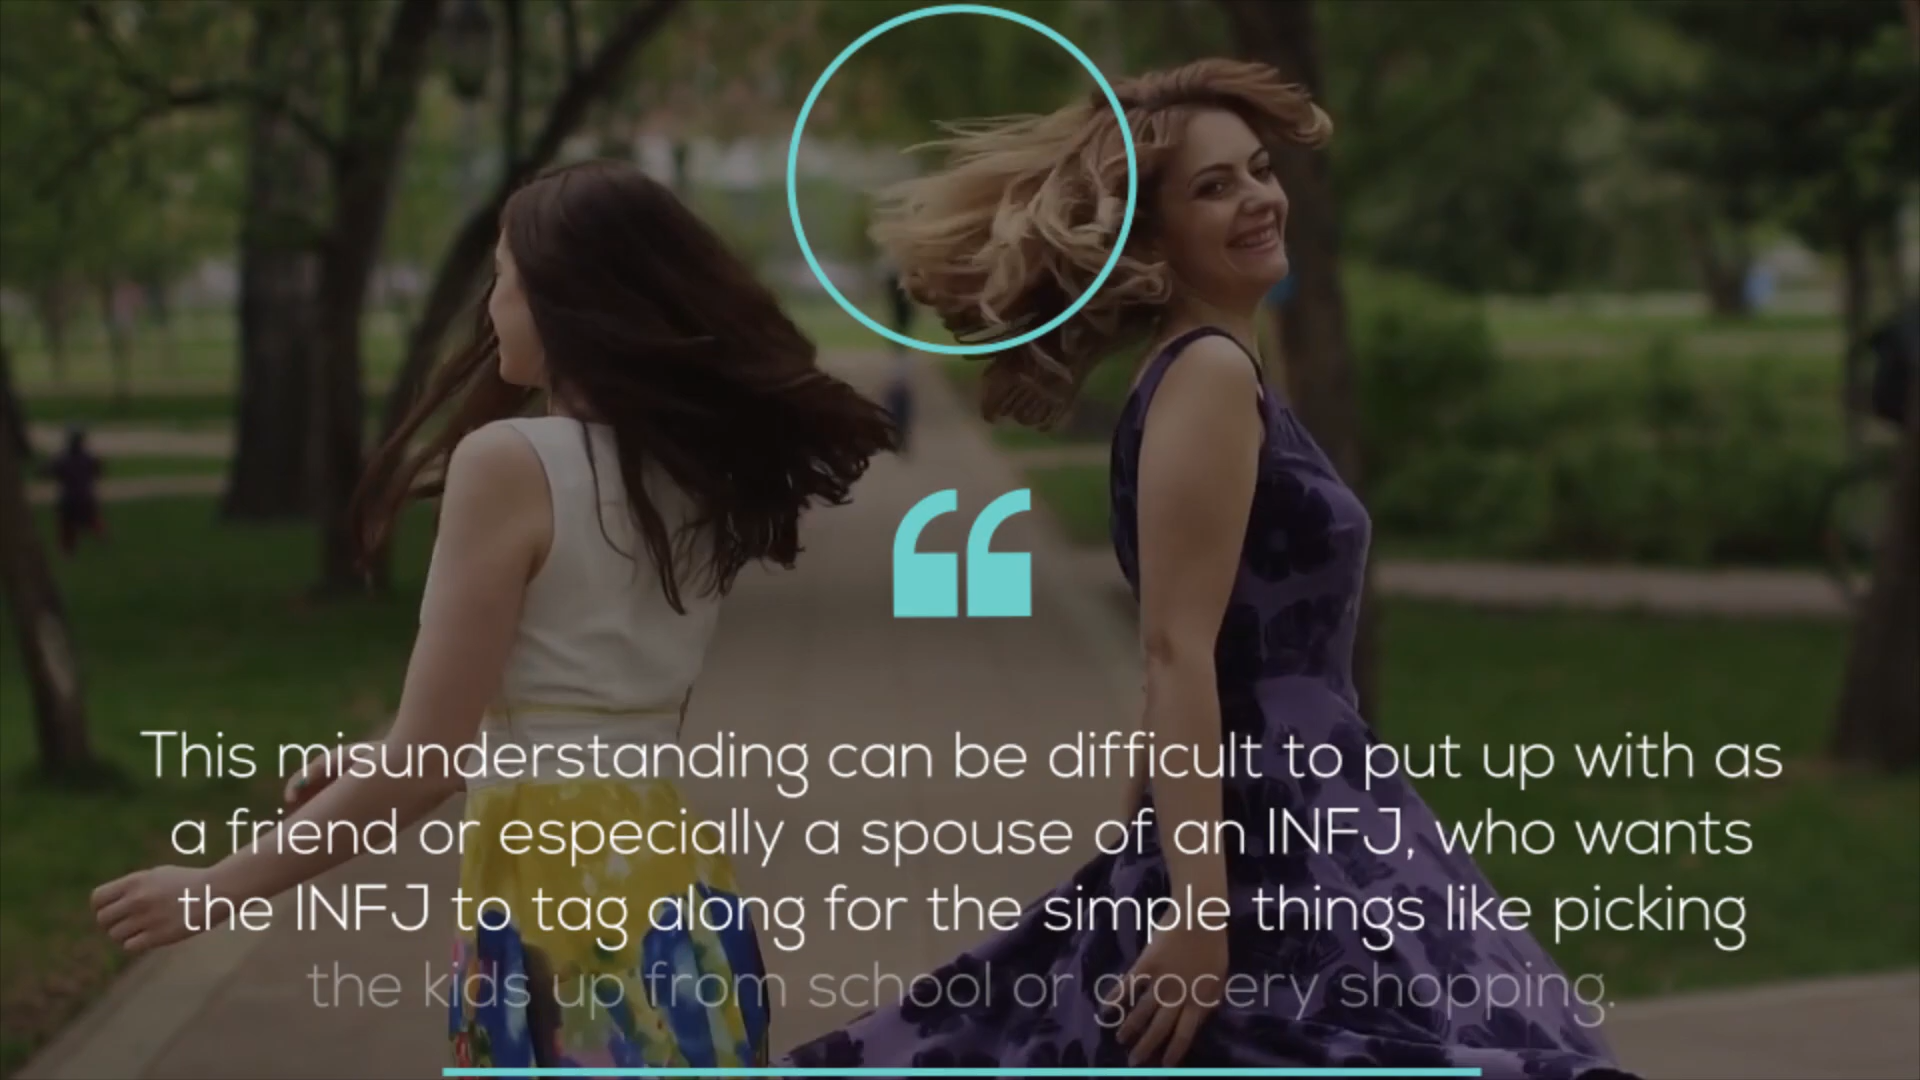 This misunderstanding can be difficult to put up with as
a friend or especially a spouse of an INFJ, who wants
the INFJ to tag along for the simple things like picking
the kids up from school or grocery shopping.